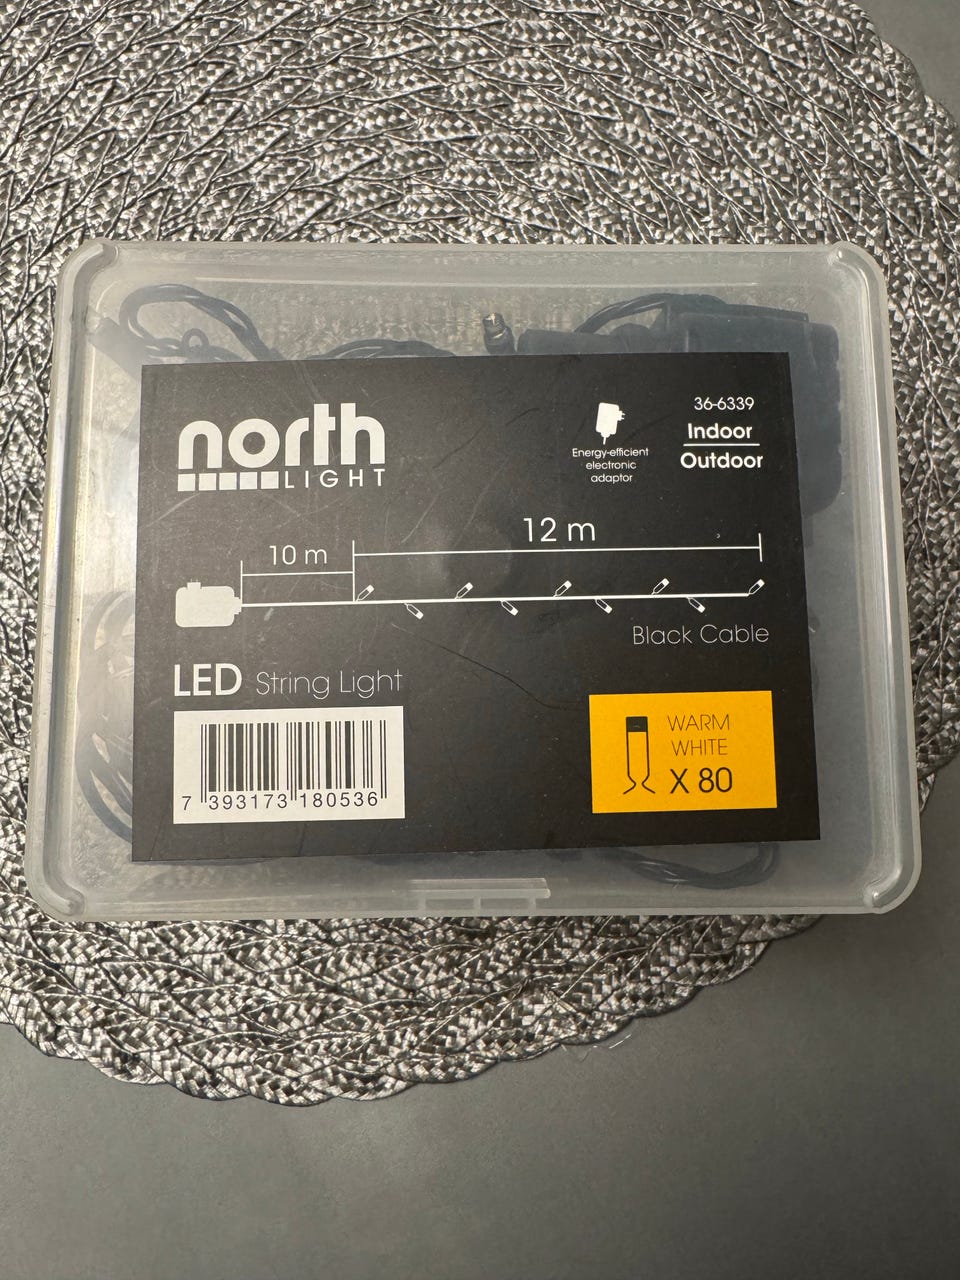 north
LIGHT
Energy-efficient
electronic
adaptor
36-6339
Indoor
Outdoor
10 m
12 m
Black Cable
LED String Light
7 393173 180536
WARM
WHITE
X 80